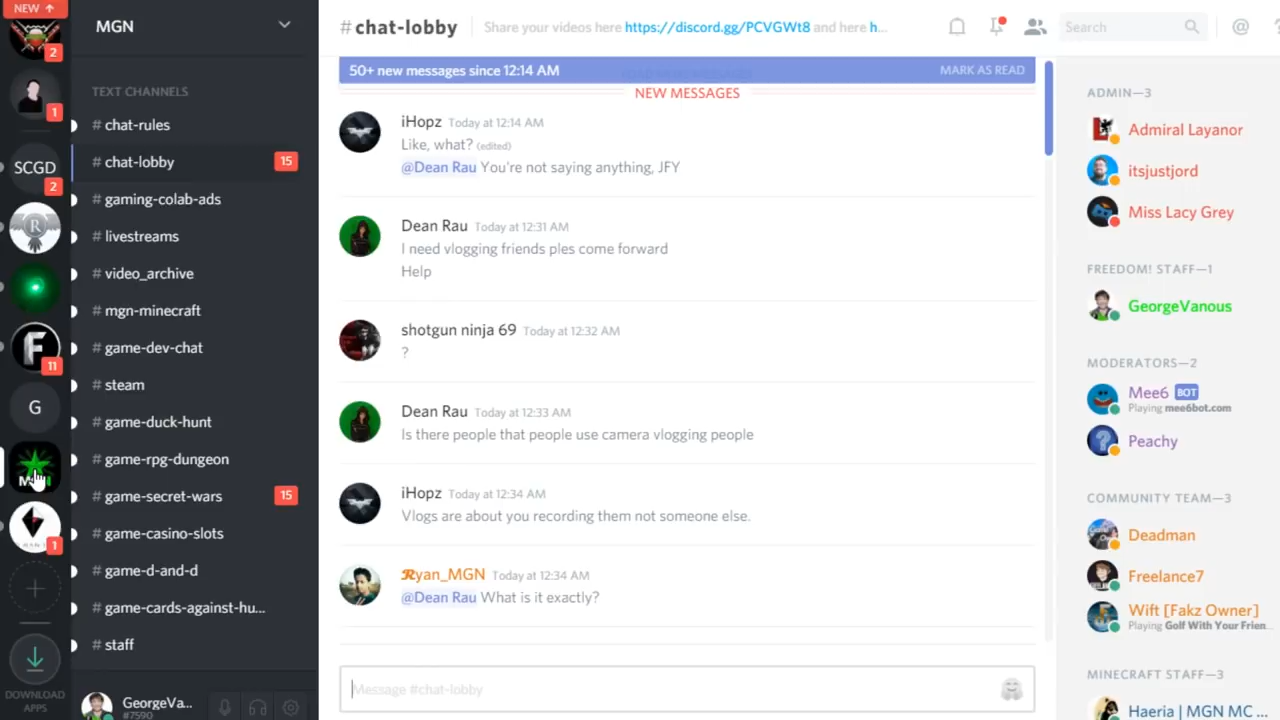 NEW ↑
2
1
SCGD
2
R
F
11
G
MGN
1
DOWNLOAD
APPS
MGN
TEXT CHANNELS
# chat-rules
# chat-lobby 15
# gaming-colab-ads
# livestreams
# video_archive
# mgn-minecraft
# game-dev-chat
# steam
# game-duck-hunt
# game-rpg-dungeon
# game-secret-wars 15
# game-casino-slots
# game-d-and-d
# game-cards-against-hu...
# staff
GeorgeVa...
#7590
# chat-lobby Share your videos here https://discord.gg/PCVGWt8 and here h...
Search
@
?
50+ new messages since 12:14 AM MARK AS READ
NEW MESSAGES
iHopz Today at 12:14 AM
Like, what? (edited)
@Dean Rau You're not saying anything, JFY
Dean Rau Today at 12:31 AM
I need vlogging friends ples come forward
Help
shotgun ninja 69 Today at 12:32 AM
?
Dean Rau Today at 12:33 AM
Is there people that people use camera vlogging people
iHopz Today at 12:34 AM
Vlogs are about you recording them not someone else.
Ryan_MGN Today at 12:34 AM
@Dean Rau What is it exactly?
Message #chat-lobby
ADMIN—3
Admiral Layanor
itsjustjord
Miss Lacy Grey
FREEDOM! STAFF—1
GeorgeVanous
MODERATORS—2
Mee6 BOT
Playing mee6bot.com
Peachy
COMMUNITY TEAM—3
Deadman
Freelance7
Wift [Fakz Owner]
Playing Golf With Your Frien...
MINECRAFT STAFF—3
Haeria | MGN MC ...